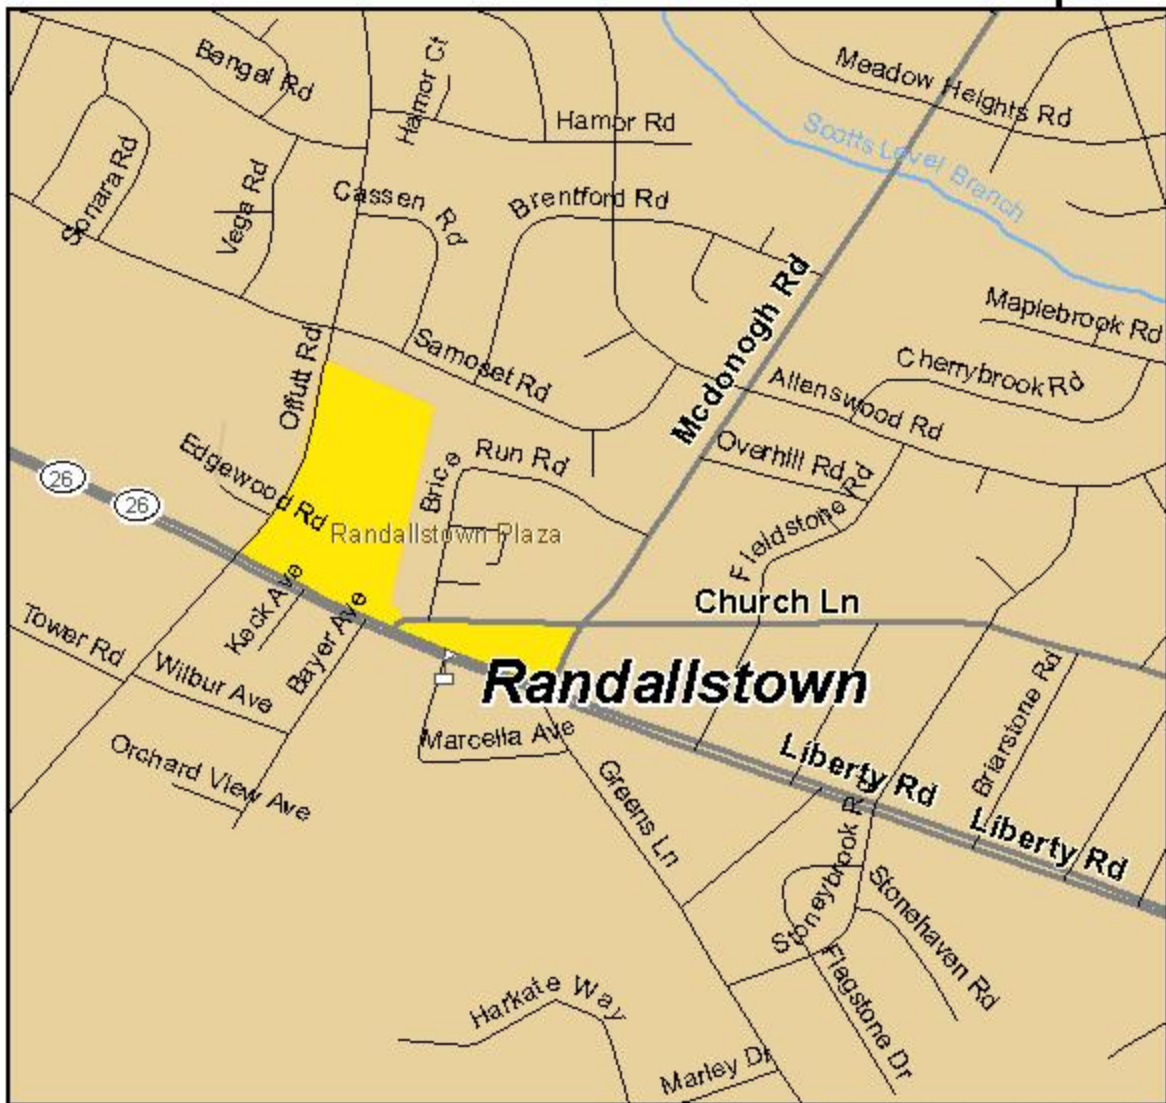 Bengal Rd
Hamor Ct
Meadow Heights Rd
Hamor Rd
Scotts Level Branch
Sonara Rd
Vega Rd
Cassen Rd
Brentford Rd
Mcdonogh Rd
Maplebrook Rd
Offutt Rd
Samoset Rd
Cherrybrook Rd
Allenswood Rd
Edgewood Rd
Brice Run Rd
Overhill Rd
26
26
Randallstown Plaza
Fieldstone Rd
Keck Ave
Bayer Ave
Church Ln
Tower Rd
Wilbur Ave
Randallstown
Briarstone Rd
Marcella Ave
Orchard View Ave
Liberty Rd
Greens Ln
Liberty Rd
Stoneybrook Rd
Stonehaven Rd
Flagstone Dr
Harkate Way
Marley Dr